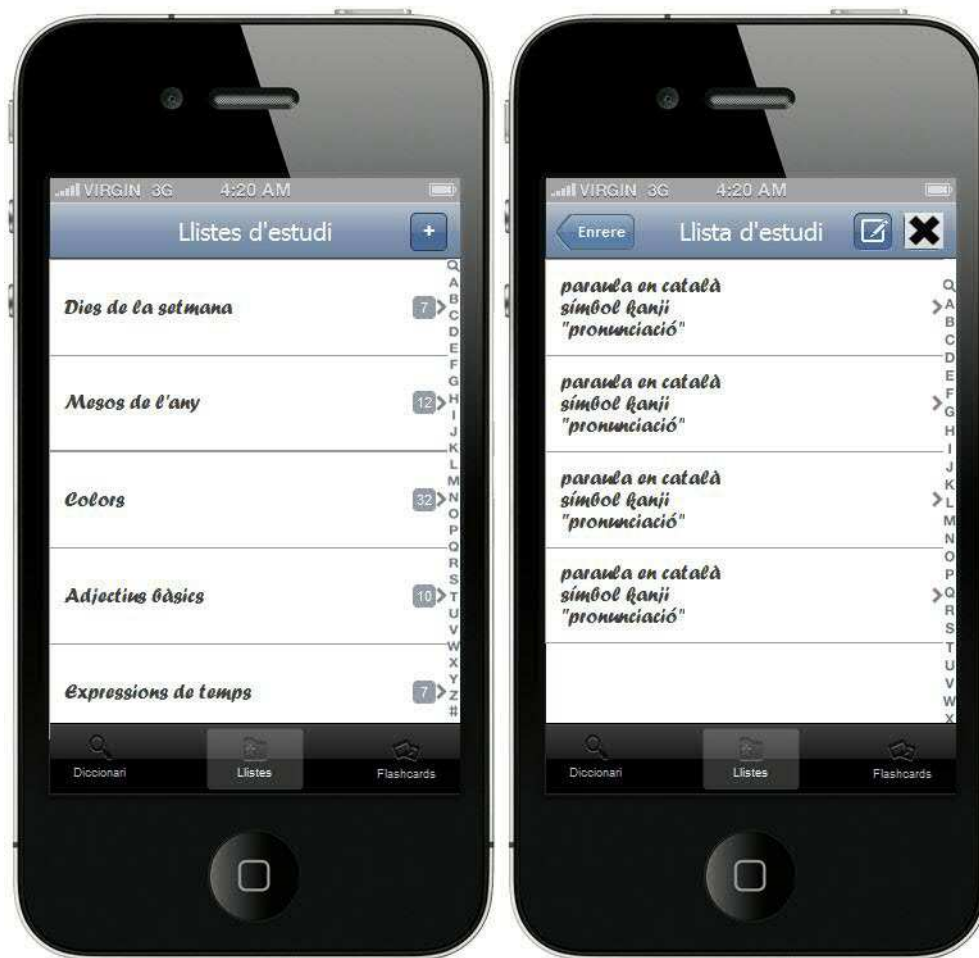 VIRGIN 3G 4:20 AM
Llistes d'estudi +
Dies de la setmana 7
Mesos de l'any 12
Colors 32
Adjectius bàsics 10
Expressions de temps 7
Q
A
B
C
D
E
F
G
H
I
J
K
L
M
N
O
P
Q
R
S
T
U
V
W
X
Y
Z
#
Diccionari Llistes Flashcards
VIRGIN 3G 4:20 AM
Enrere Llista d'estudi
paraula en català
símbol kanji
"pronunciació"
paraula en català
símbol kanji
"pronunciació"
paraula en català
símbol kanji
"pronunciació"
paraula en català
símbol kanji
"pronunciació"
A
B
C
D
E
F
G
H
I
J
K
L
M
N
O
P
Q
R
S
T
U
V
W
X
Diccionari Llistes Flashcards